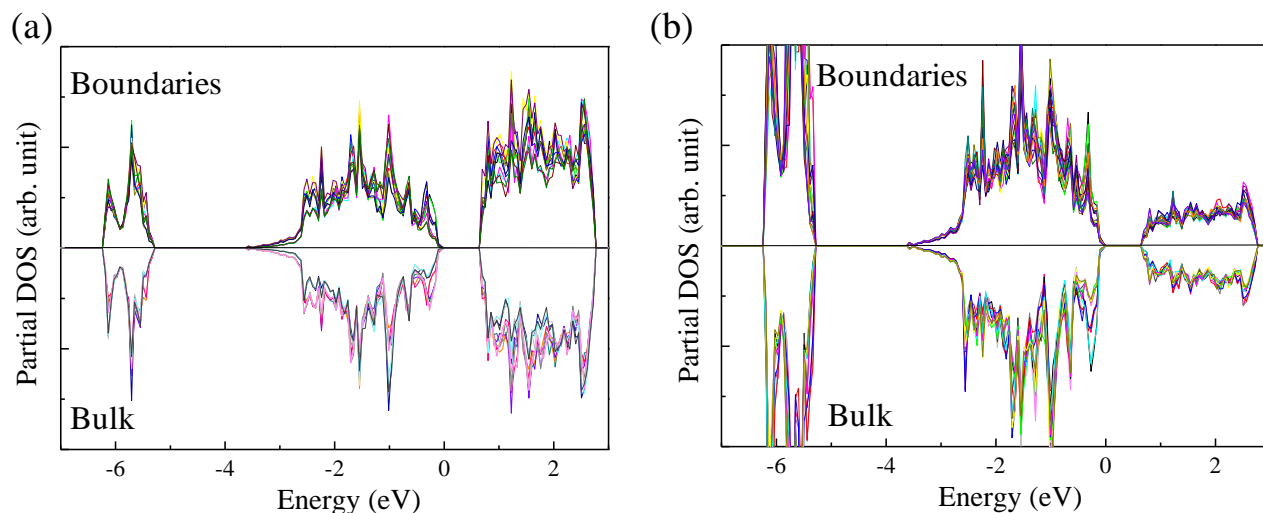 (a)
Boundaries
Bulk
Partial DOS (arb. unit)
-6 -4 -2 0 2
Energy (eV)
(b)
Boundaries
Bulk
Partial DOS (arb. unit)
-6 -4 -2 0 2
Energy (eV)